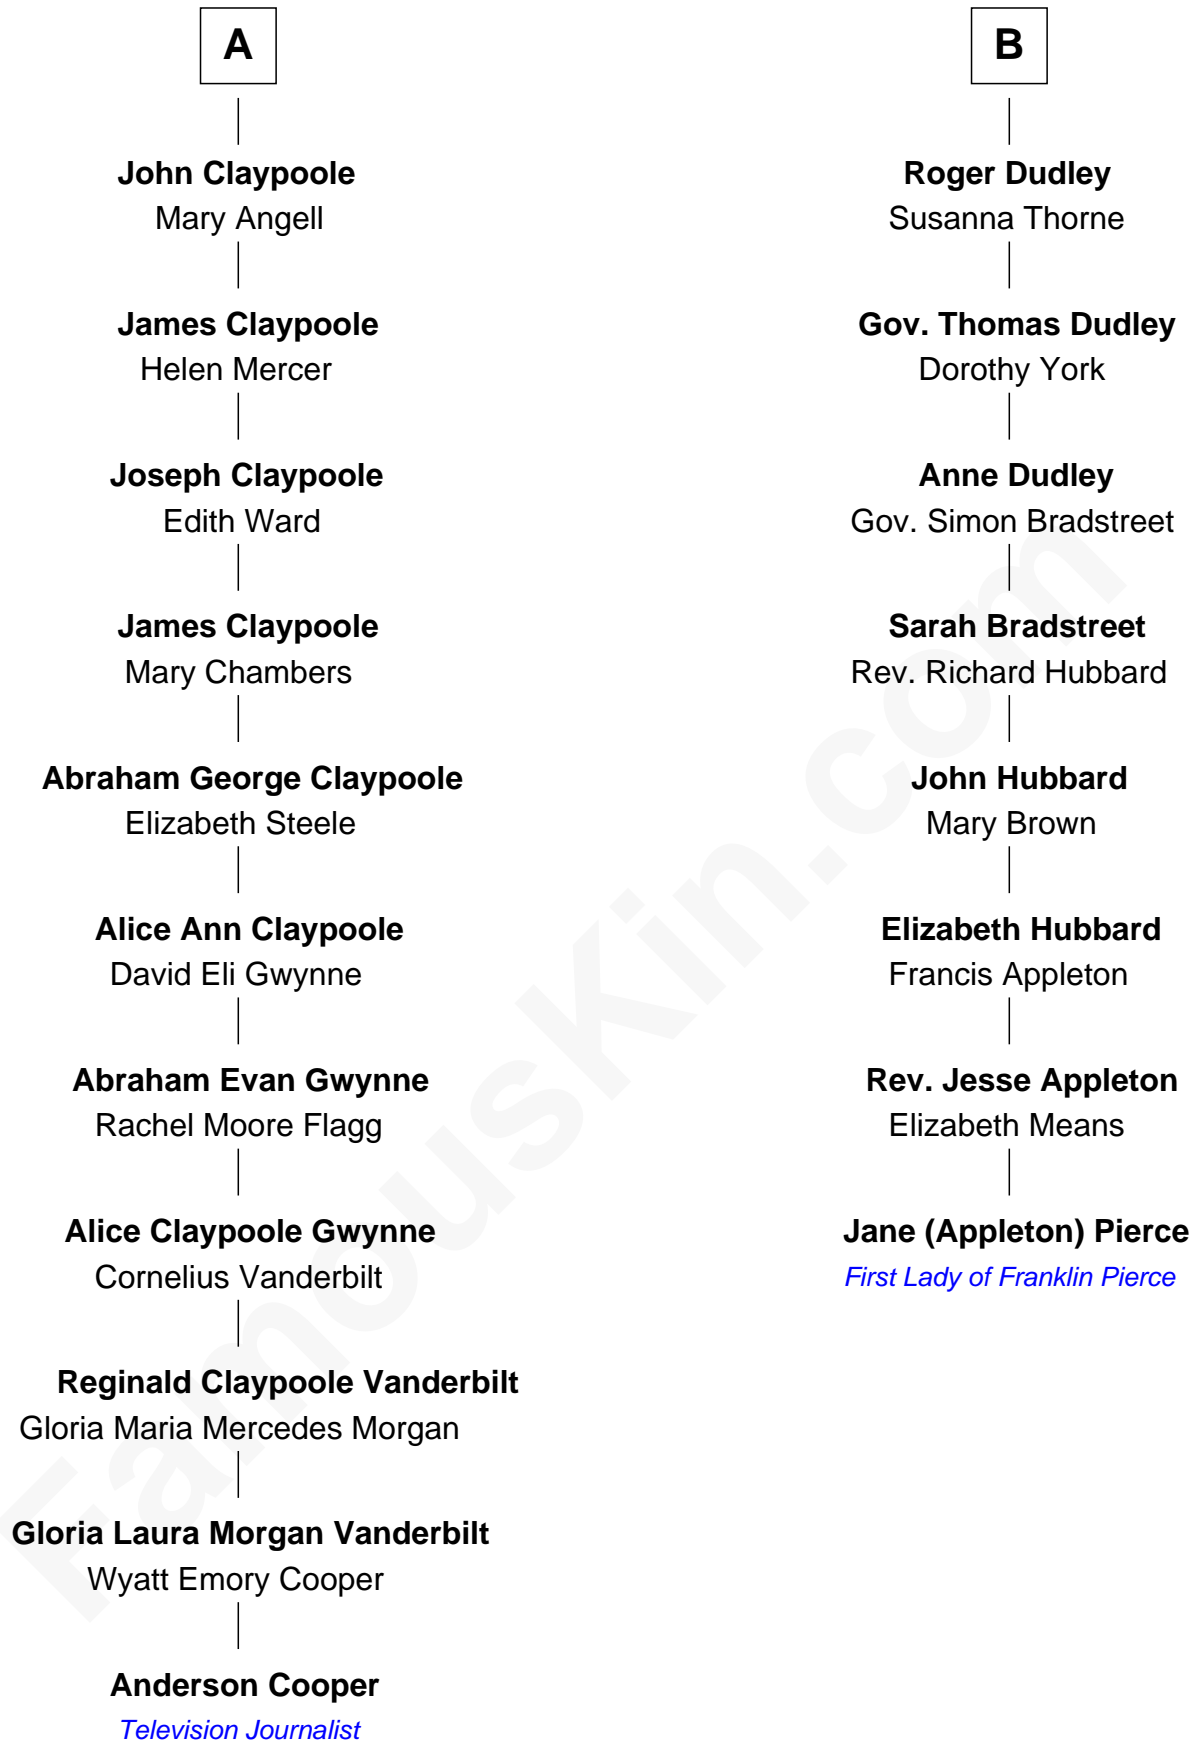 A
John Claypoole
Mary Angell
James Claypoole
Helen Mercer
Joseph Claypoole
Edith Ward
James Claypoole
Mary Chambers
Abraham George Claypoole
Elizabeth Steele
Alice Ann Claypoole
David Eli Gwynne
Abraham Evan Gwynne
Rachel Moore Flagg
Alice Claypoole Gwynne
Cornelius Vanderbilt
Reginald Claypoole Vanderbilt
Gloria Maria Mercedes Morgan
Gloria Laura Morgan Vanderbilt
Wyatt Emory Cooper
Anderson Cooper
Television Journalist
B
Roger Dudley
Susanna Thorne
Gov. Thomas Dudley
Dorothy York
Anne Dudley
Gov. Simon Bradstreet
Sarah Bradstreet
Rev. Richard Hubbard
John Hubbard
Mary Brown
Elizabeth Hubbard
Francis Appleton
Rev. Jesse Appleton
Elizabeth Means
Jane (Appleton) Pierce
First Lady of Franklin Pierce
FamousKin.com